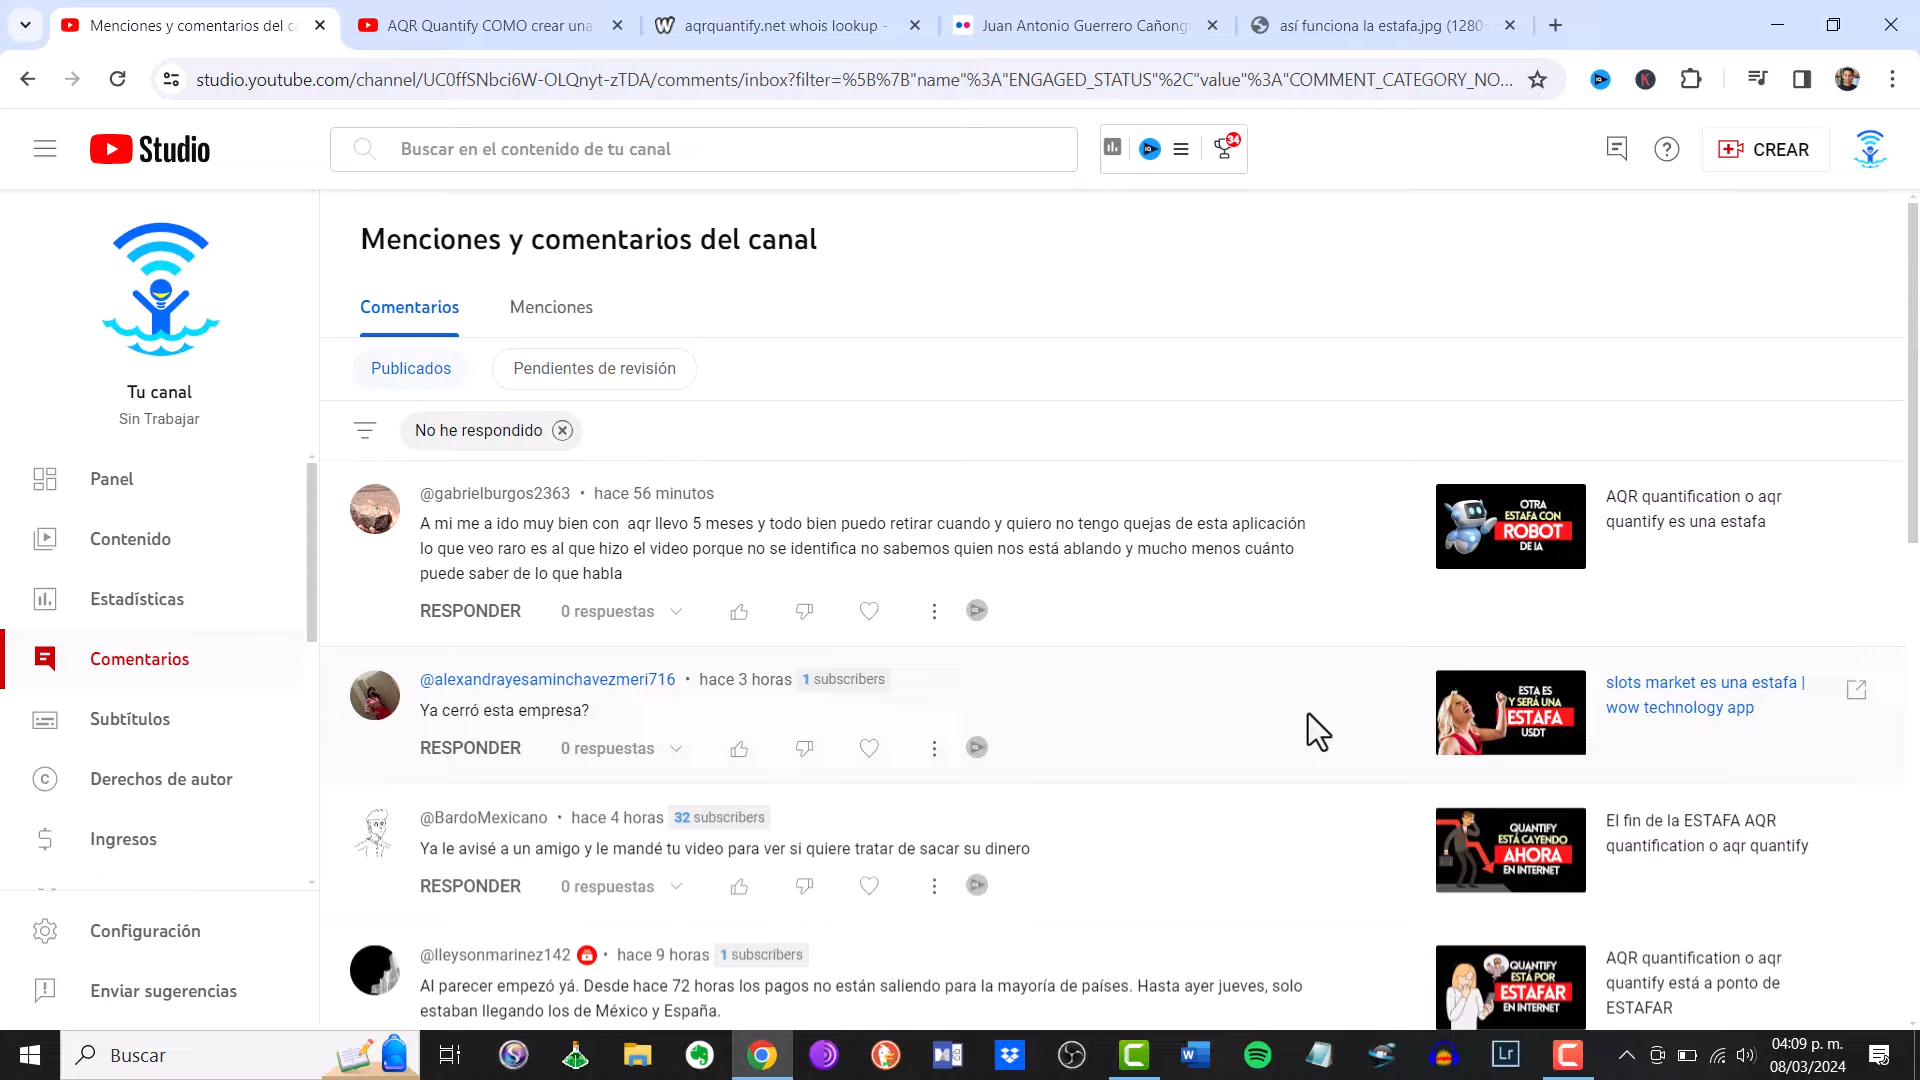 Menciones y comentarios del ca
AQR Quantify COMO crear una
aqrquantify.net whois lookup -
Juan Antonio Guerrero Cañong
así funciona la estafa.jpg (1280
studio.youtube.com/channel/UC0ffSNbci6W-OLQnyt-zTDA/comments/inbox?filter=%5B%7B"name"%3A"ENGAGED_STATUS"%2C"value"%3A"COMMENT_CATEGORY_NO...
Studio
Buscar en el contenido de tu canal
34
CREAR
Tu canal
Sin Trabajar
Panel
Contenido
Estadísticas
Comentarios
Subtítulos
Derechos de autor
Ingresos
Configuración
Enviar sugerencias
Menciones y comentarios del canal
Comentarios
Menciones
Publicados
Pendientes de revisión
No he respondido
@gabrielburgos2363 • hace 56 minutos
A mi me a ido muy bien con aqr llevo 5 meses y todo bien puedo retirar cuando y quiero no tengo quejas de esta aplicación
lo que veo raro es al que hizo el video porque no se identifica no sabemos quien nos está ablando y mucho menos cuánto
puede saber de lo que habla
RESPONDER 0 respuestas
OTRA
ESTAFA CON
ROBOT
DE IA
AQR quantification o aqr
quantify es una estafa
@alexandrayesaminchavezmeri716 • hace 3 horas 1 subscribers
Ya cerró esta empresa?
RESPONDER 0 respuestas
ESTA ES
Y SERÁ UNA
ESTAFA
USDT
slots market es una estafa |
wow technology app
@BardoMexicano • hace 4 horas 32 subscribers
Ya le avisé a un amigo y le mandé tu video para ver si quiere tratar de sacar su dinero
RESPONDER 0 respuestas
QUANTIFY
ESTÁ CAYENDO
AHORA
EN INTERNET
El fin de la ESTAFA AQR
quantification o aqr quantify
@lleysonmarinez142 • hace 9 horas 1 subscribers
Al parecer empezó yá. Desde hace 72 horas los pagos no están saliendo para la mayoría de países. Hasta ayer jueves, solo
estaban llegando los de México y España.
QUANTIFY
ESTÁ POR
ESTAFAR
EN INTERNET
AQR quantification o aqr
quantify está a ponto de
ESTAFAR
Buscar
04:09 p. m.
08/03/2024